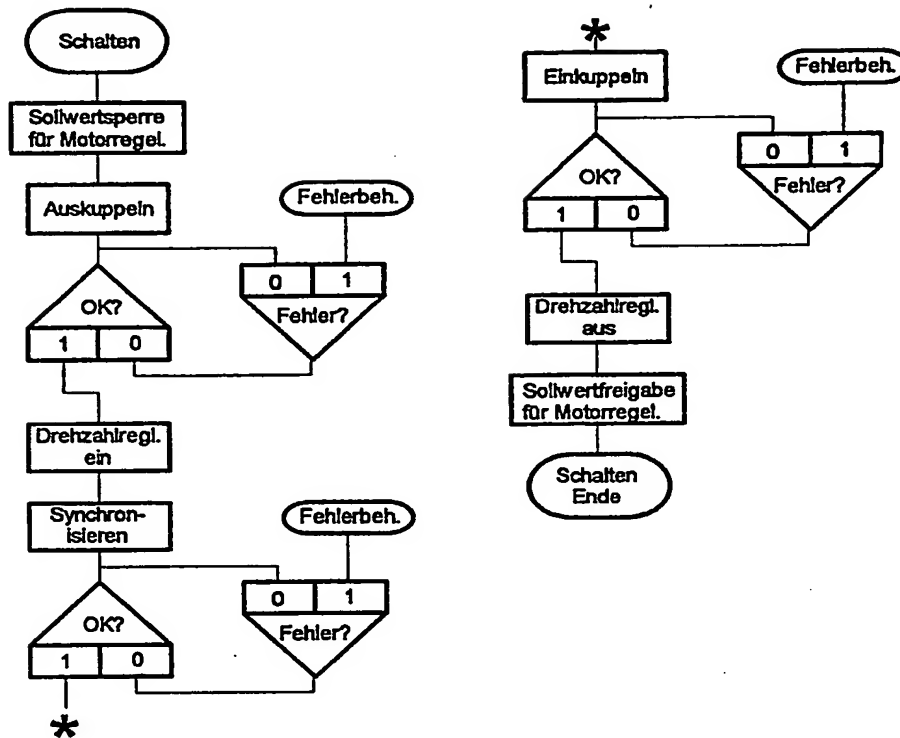 Schalten
Sollwertsperre
für Motorregel.
Auskuppeln
Fehlerbeh.
0 1
Fehler?
OK?
1 0
Drehzahlregl.
ein
Synchron-
isieren
Fehlerbeh.
0 1
Fehler?
OK?
1 0
*
*
Einkuppeln
Fehlerbeh.
0 1
Fehler?
OK?
1 0
Drehzahlregl.
aus
Sollwertfreigabe
für Motorregel.
Schalten
Ende